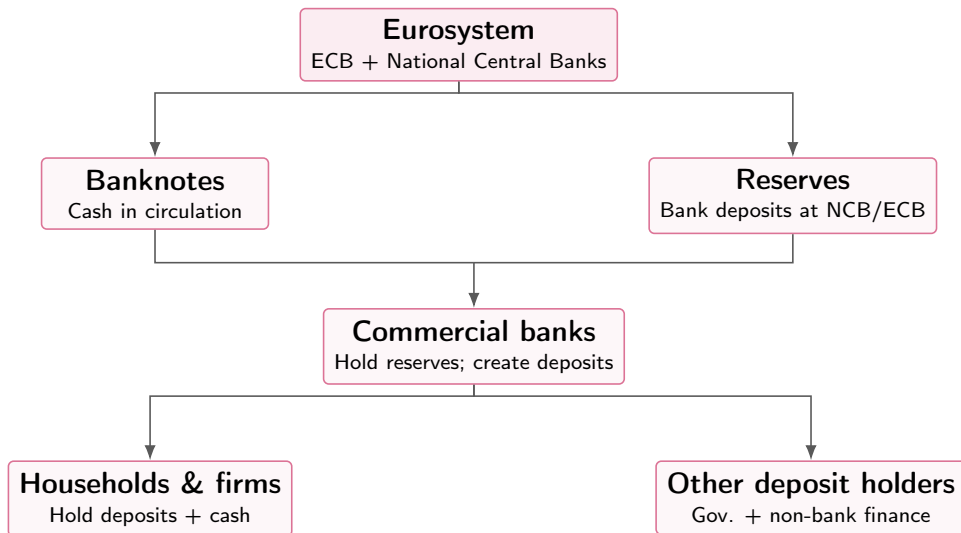 Eurosystem
ECB + National Central Banks
Banknotes
Cash in circulation
Reserves
Bank deposits at NCB/ECB
Commercial banks
Hold reserves; create deposits
Households & firms
Hold deposits + cash
Other deposit holders
Gov. + non-bank finance